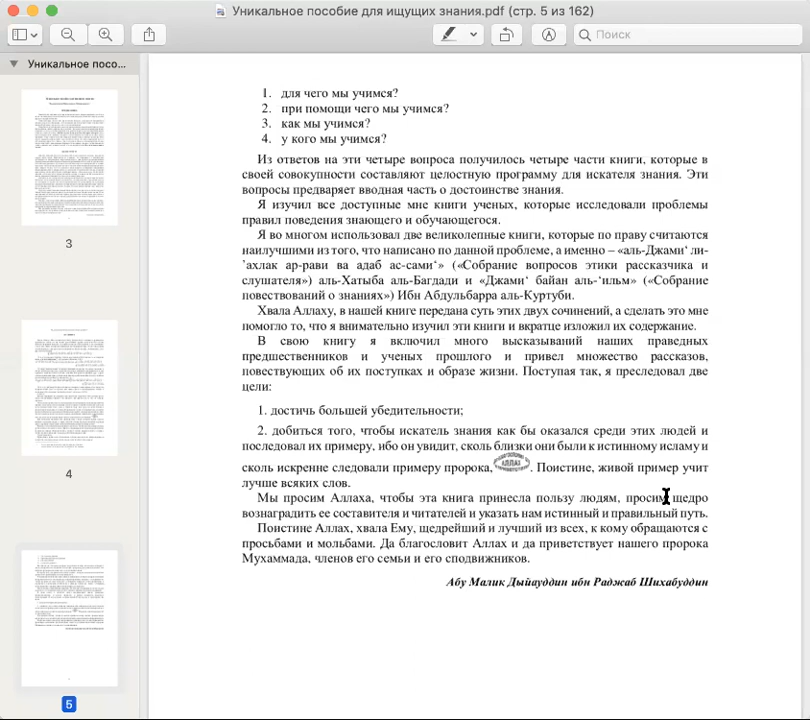 Уникальное пособие для ищущих знания.pdf (стр. 5 из 162)
Поиск
Уникальное посо...
3
4
5
1. для чего мы учимся?
2. при помощи чего мы учимся?
3. как мы учимся?
4. у кого мы учимся?
Из ответов на эти четыре вопроса получилось четыре части книги, которые в
своей совокупности составляют целостную программу для искателя знания. Эти
вопросы предваряет вводная часть о достоинстве знания.
Я изучил все доступные мне книги ученых, которые исследовали проблемы
правил поведения знающего и обучающегося.
Я во многом использовал две великолепные книги, которые по праву считаются
наилучшими из того, что написано по данной проблеме, а именно – «аль-Джами‘ ли-
’ахлак ар-рави ва адаб ас-сами‘» («Собрание вопросов этики рассказчика и
слушателя») аль-Хатыба аль-Багдади и «Джами‘ байан аль-‘ильм» («Собрание
повествований о знаниях») Ибн Абдульбарра аль-Куртуби.
Хвала Аллаху, в нашей книге передана суть этих двух сочинений, а сделать это мне
помогло то, что я внимательно изучил эти книги и вкратце изложил их содержание.
В свою книгу я включил много высказываний наших праведных
предшественников и ученых прошлого и привел множество рассказов,
повествующих об их поступках и образе жизни. Поступая так, я преследовал две
цели:
1. достичь большей убедительности;
2. добиться того, чтобы искатель знания как бы оказался среди этих людей и
последовал их примеру, ибо он увидит, сколь близки они были к истинному исламу и
сколь искренне следовали примеру пророка, АЛЛАХ. Поистине, живой пример учит
лучше всяких слов.
Мы просим Аллаха, чтобы эта книга принесла пользу людям, просим щедро
вознаградить ее составителя и читателей и указать нам истинный и правильный путь.
Поистине Аллах, хвала Ему, щедрейший и лучший из всех, к кому обращаются с
просьбами и мольбами. Да благословит Аллах и да приветствует нашего пророка
Мухаммада, членов его семьи и его сподвижников.
Абу Малик Дыйауддин ибн Раджаб Шихабуддин